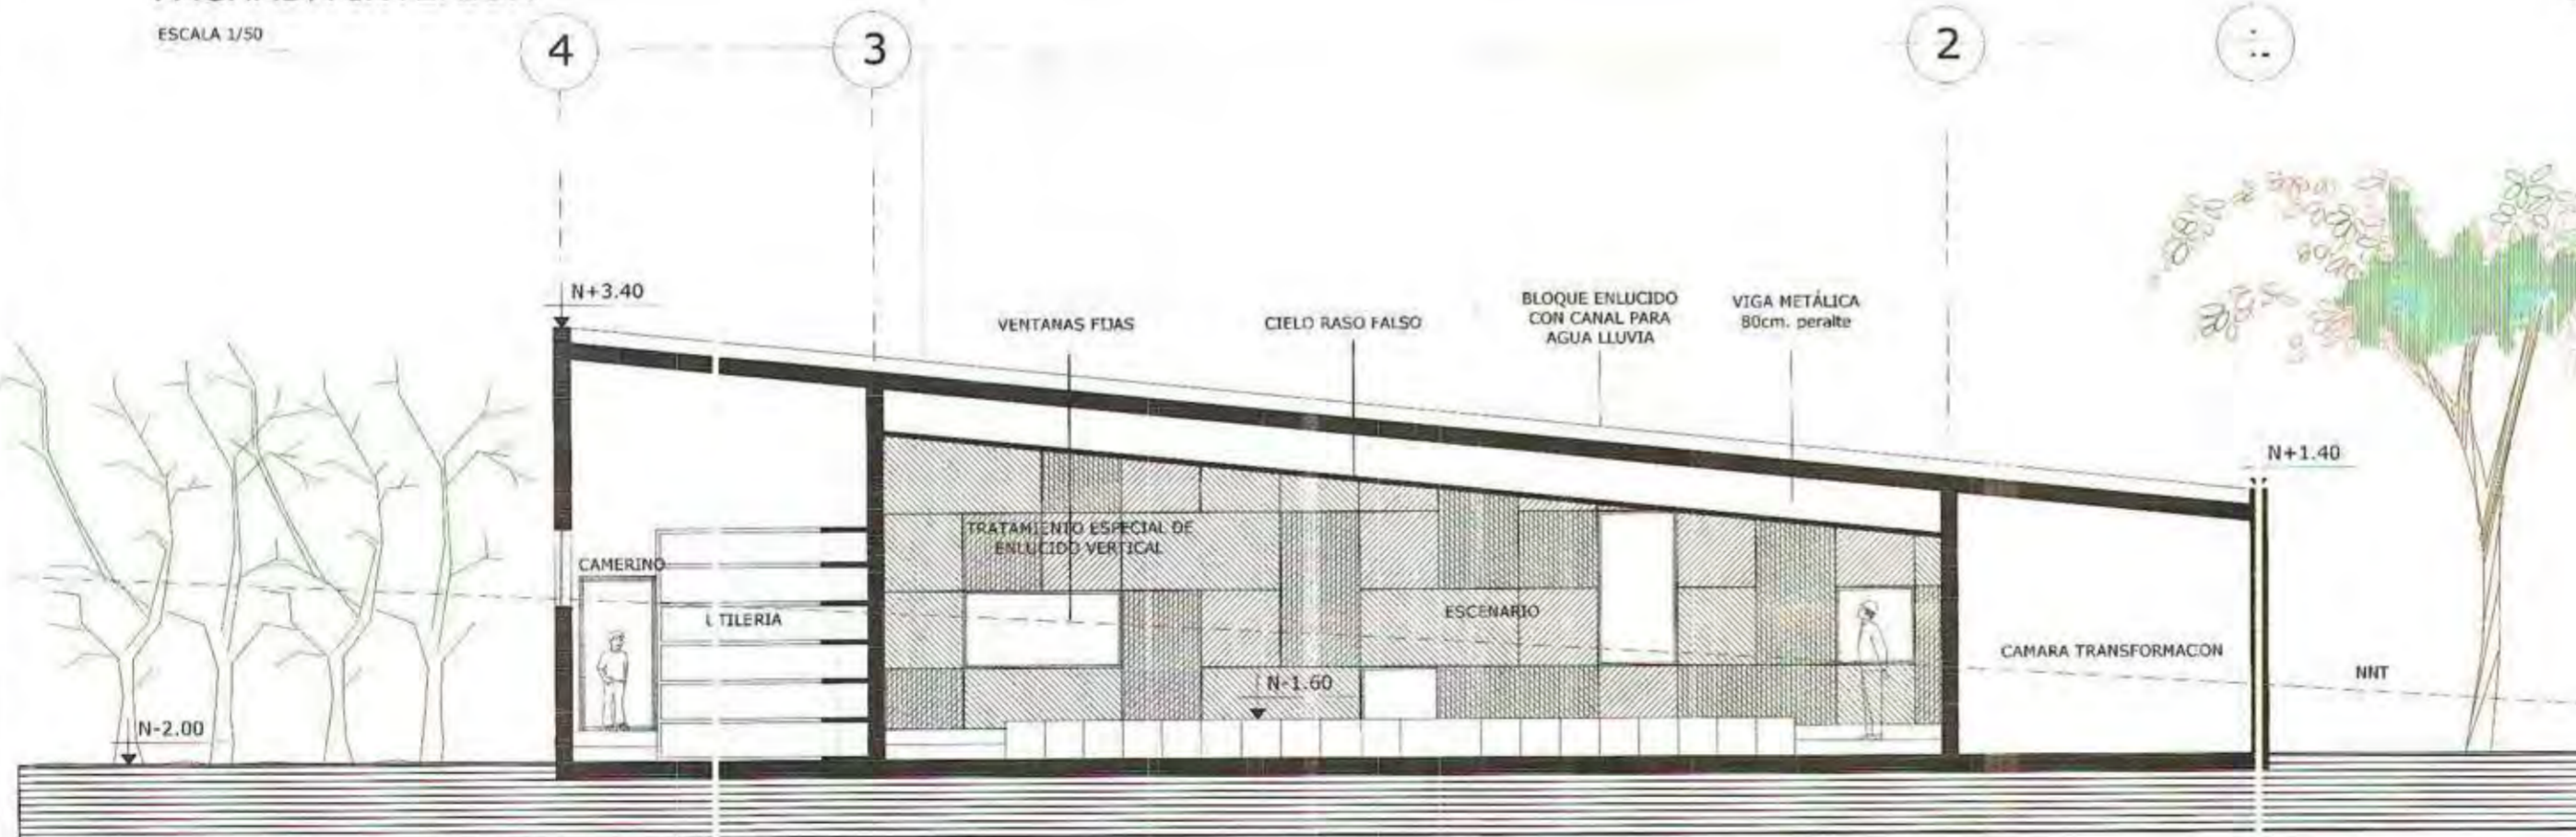 ESCALA 1/50
4
3
2
N+3.40
VENTANAS FIJAS
CIELO RASO FALSO
BLOQUE ENLUCIDO
CON CANAL PARA
AGUA LLUVIA
VIGA METÁLICA
80cm. peralte
N+1.40
TRATAMIENTO ESPECIAL DE
ENLUCIDO VERTICAL
CAMERINO
UTILERIA
ESCENARIO
CAMARA TRANSFORMACON
NNT
N-1.60
N-2.00